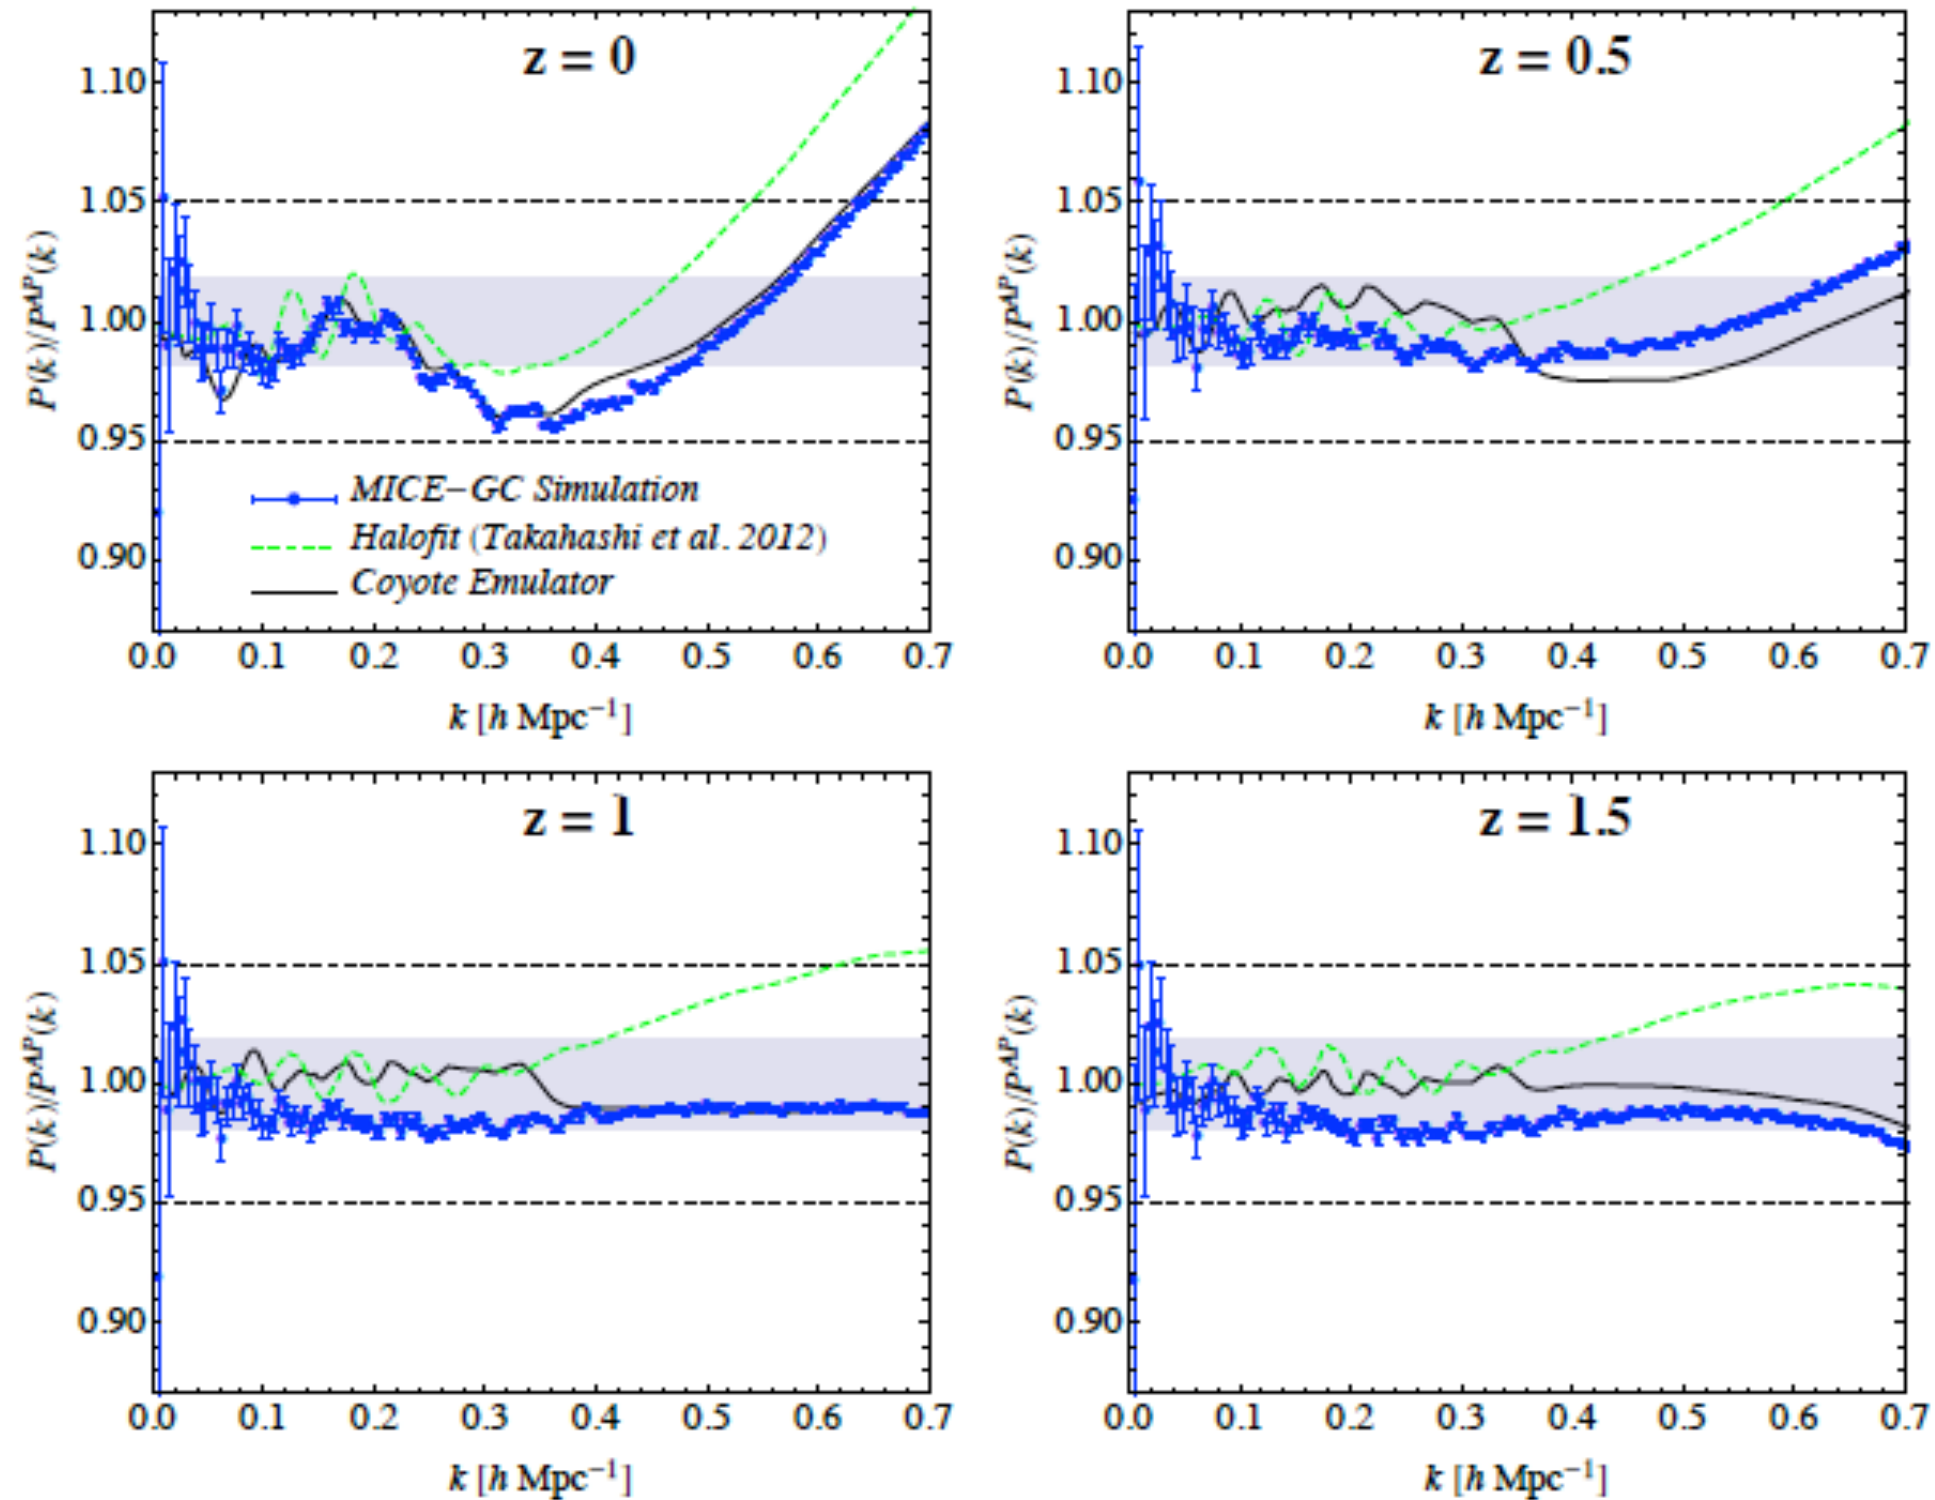 z = 0
1.10
1.05
1.00
0.95
0.90
P(k)/P^AP(k)
MICE−GC Simulation
Halofit (Takahashi et al. 2012)
Coyote Emulator
0.0 0.1 0.2 0.3 0.4 0.5 0.6 0.7
k [h Mpc⁻¹]
z = 0.5
1.10
1.05
1.00
0.95
0.90
P(k)/P^AP(k)
0.0 0.1 0.2 0.3 0.4 0.5 0.6 0.7
k [h Mpc⁻¹]
z = 1
1.10
1.05
1.00
0.95
0.90
P(k)/P^AP(k)
0.0 0.1 0.2 0.3 0.4 0.5 0.6 0.7
k [h Mpc⁻¹]
z = 1.5
1.10
1.05
1.00
0.95
0.90
P(k)/P^AP(k)
0.0 0.1 0.2 0.3 0.4 0.5 0.6 0.7
k [h Mpc⁻¹]